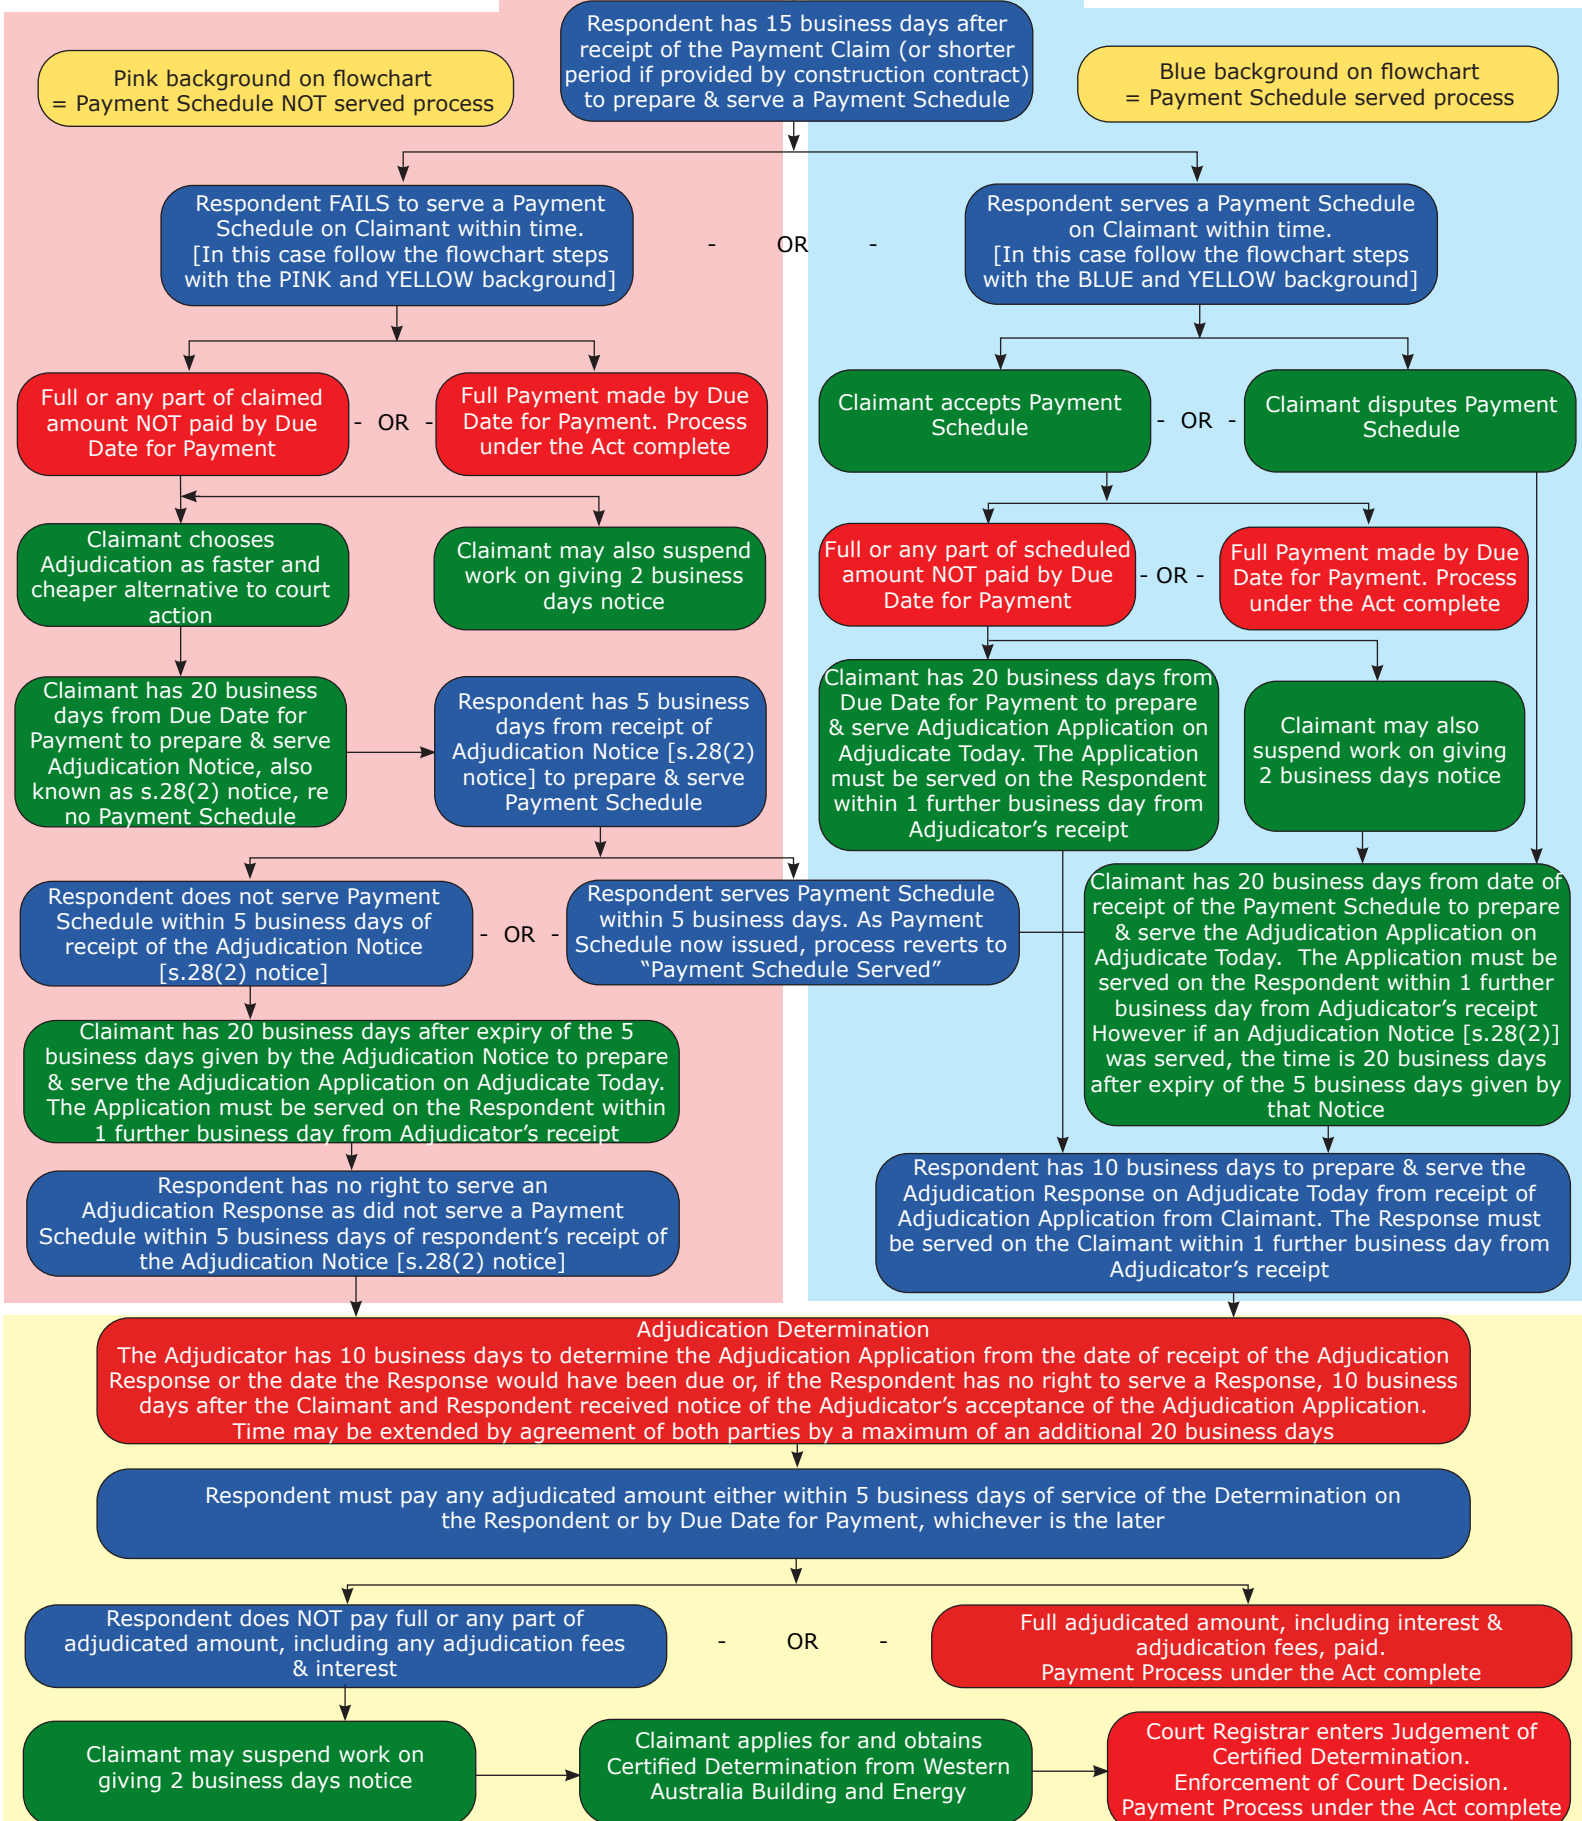 Respondent has 15 business days after
receipt of the Payment Claim (or shorter
period if provided by construction contract)
to prepare & serve a Payment Schedule
Pink background on flowchart
= Payment Schedule NOT served process
Blue background on flowchart
= Payment Schedule served process
Respondent FAILS to serve a Payment
Schedule on Claimant within time.
[In this case follow the flowchart steps
with the PINK and YELLOW background]
- OR -
Respondent serves a Payment Schedule
on Claimant within time.
[In this case follow the flowchart steps
with the BLUE and YELLOW background]
Full or any part of claimed
amount NOT paid by Due
Date for Payment
- OR -
Full Payment made by Due
Date for Payment. Process
under the Act complete
Claimant accepts Payment
Schedule
- OR -
Claimant disputes Payment
Schedule
Claimant chooses
Adjudication as faster and
cheaper alternative to court
action
Claimant may also suspend
work on giving 2 business
days notice
Full or any part of scheduled
amount NOT paid by Due
Date for Payment
- OR -
Full Payment made by Due
Date for Payment. Process
under the Act complete
Claimant has 20 business
days from Due Date for
Payment to prepare & serve
Adjudication Notice, also
known as s.28(2) notice, re
no Payment Schedule
Respondent has 5 business
days from receipt of
Adjudication Notice [s.28(2)
notice] to prepare & serve
Payment Schedule
Claimant has 20 business days from
Due Date for Payment to prepare
& serve Adjudication Application on
Adjudicate Today. The Application
must be served on the Respondent
within 1 further business day from
Adjudicator’s receipt
Claimant may also
suspend work on giving
2 business days notice
Respondent does not serve Payment
Schedule within 5 business days of
receipt of the Adjudication Notice
[s.28(2) notice]
- OR -
Respondent serves Payment Schedule
within 5 business days. As Payment
Schedule now issued, process reverts to
“Payment Schedule Served”
Claimant has 20 business days from date of
receipt of the Payment Schedule to prepare
& serve the Adjudication Application on
Adjudicate Today. The Application must be
served on the Respondent within 1 further
business day from Adjudicator’s receipt
However if an Adjudication Notice [s.28(2)]
was served, the time is 20 business days
after expiry of the 5 business days given by
that Notice
Claimant has 20 business days after expiry of the 5
business days given by the Adjudication Notice to prepare
& serve the Adjudication Application on Adjudicate Today.
The Application must be served on the Respondent within
1 further business day from Adjudicator’s receipt
Respondent has no right to serve an
Adjudication Response as did not serve a Payment
Schedule within 5 business days of respondent’s receipt of
the Adjudication Notice [s.28(2) notice]
Respondent has 10 business days to prepare & serve the
Adjudication Response on Adjudicate Today from receipt of
Adjudication Application from Claimant. The Response must
be served on the Claimant within 1 further business day from
Adjudicator’s receipt
Adjudication Determination
The Adjudicator has 10 business days to determine the Adjudication Application from the date of receipt of the Adjudication
Response or the date the Response would have been due or, if the Respondent has no right to serve a Response, 10 business
days after the Claimant and Respondent received notice of the Adjudicator’s acceptance of the Adjudication Application.
Time may be extended by agreement of both parties by a maximum of an additional 20 business days
Respondent must pay any adjudicated amount either within 5 business days of service of the Determination on
the Respondent or by Due Date for Payment, whichever is the later
Respondent does NOT pay full or any part of
adjudicated amount, including any adjudication fees
& interest
- OR -
Full adjudicated amount, including interest &
adjudication fees, paid.
Payment Process under the Act complete
Claimant may suspend work on
giving 2 business days notice
Claimant applies for and obtains
Certified Determination from Western
Australia Building and Energy
Court Registrar enters Judgement of
Certified Determination.
Enforcement of Court Decision.
Payment Process under the Act complete